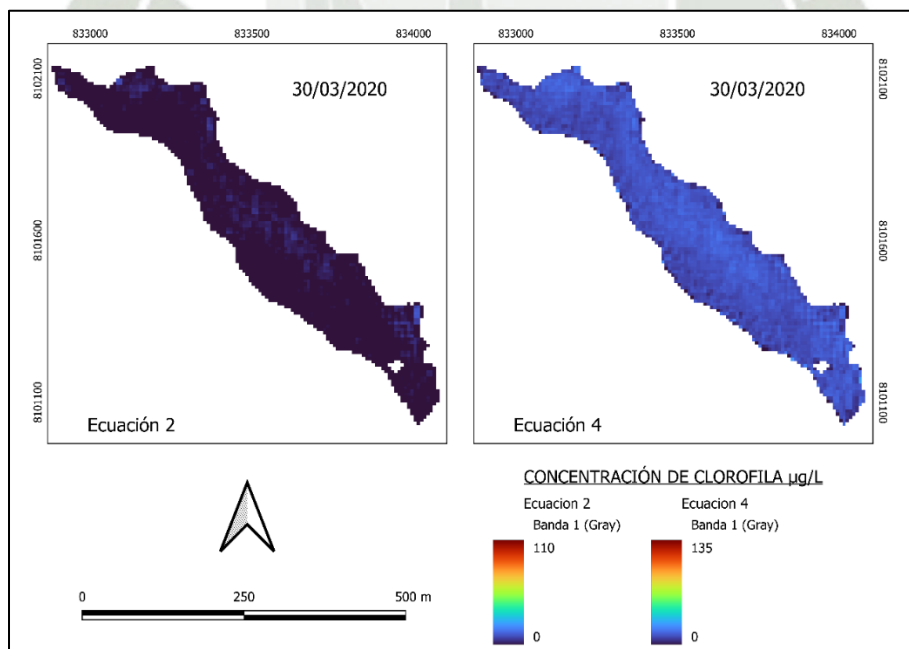 833000 833500 834000
833000 833500 834000
8102100
8101600
8101100
30/03/2020
Ecuación 2
30/03/2020
Ecuación 4
8102100
8101600
8101100
CONCENTRACIÓN DE CLOROFILA µg/L
Ecuacion 2
Banda 1 (Gray)
110
0
Ecuacion 4
Banda 1 (Gray)
135
0
0 250 500 m